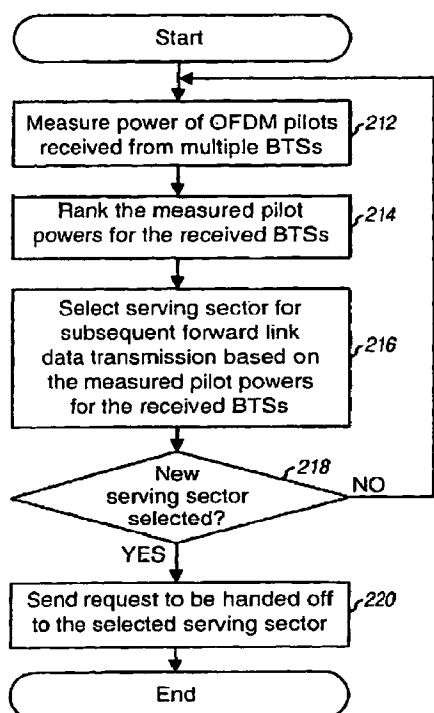 Start
Measure power of OFDM pilots
received from multiple BTSs
212
Rank the measured pilot
powers for the received BTSs
214
Select serving sector for
subsequent forward link
data transmission based on
the measured pilot powers
for the received BTSs
216
New
serving sector
selected?
218
NO
YES
Send request to be handed off
to the selected serving sector
220
End